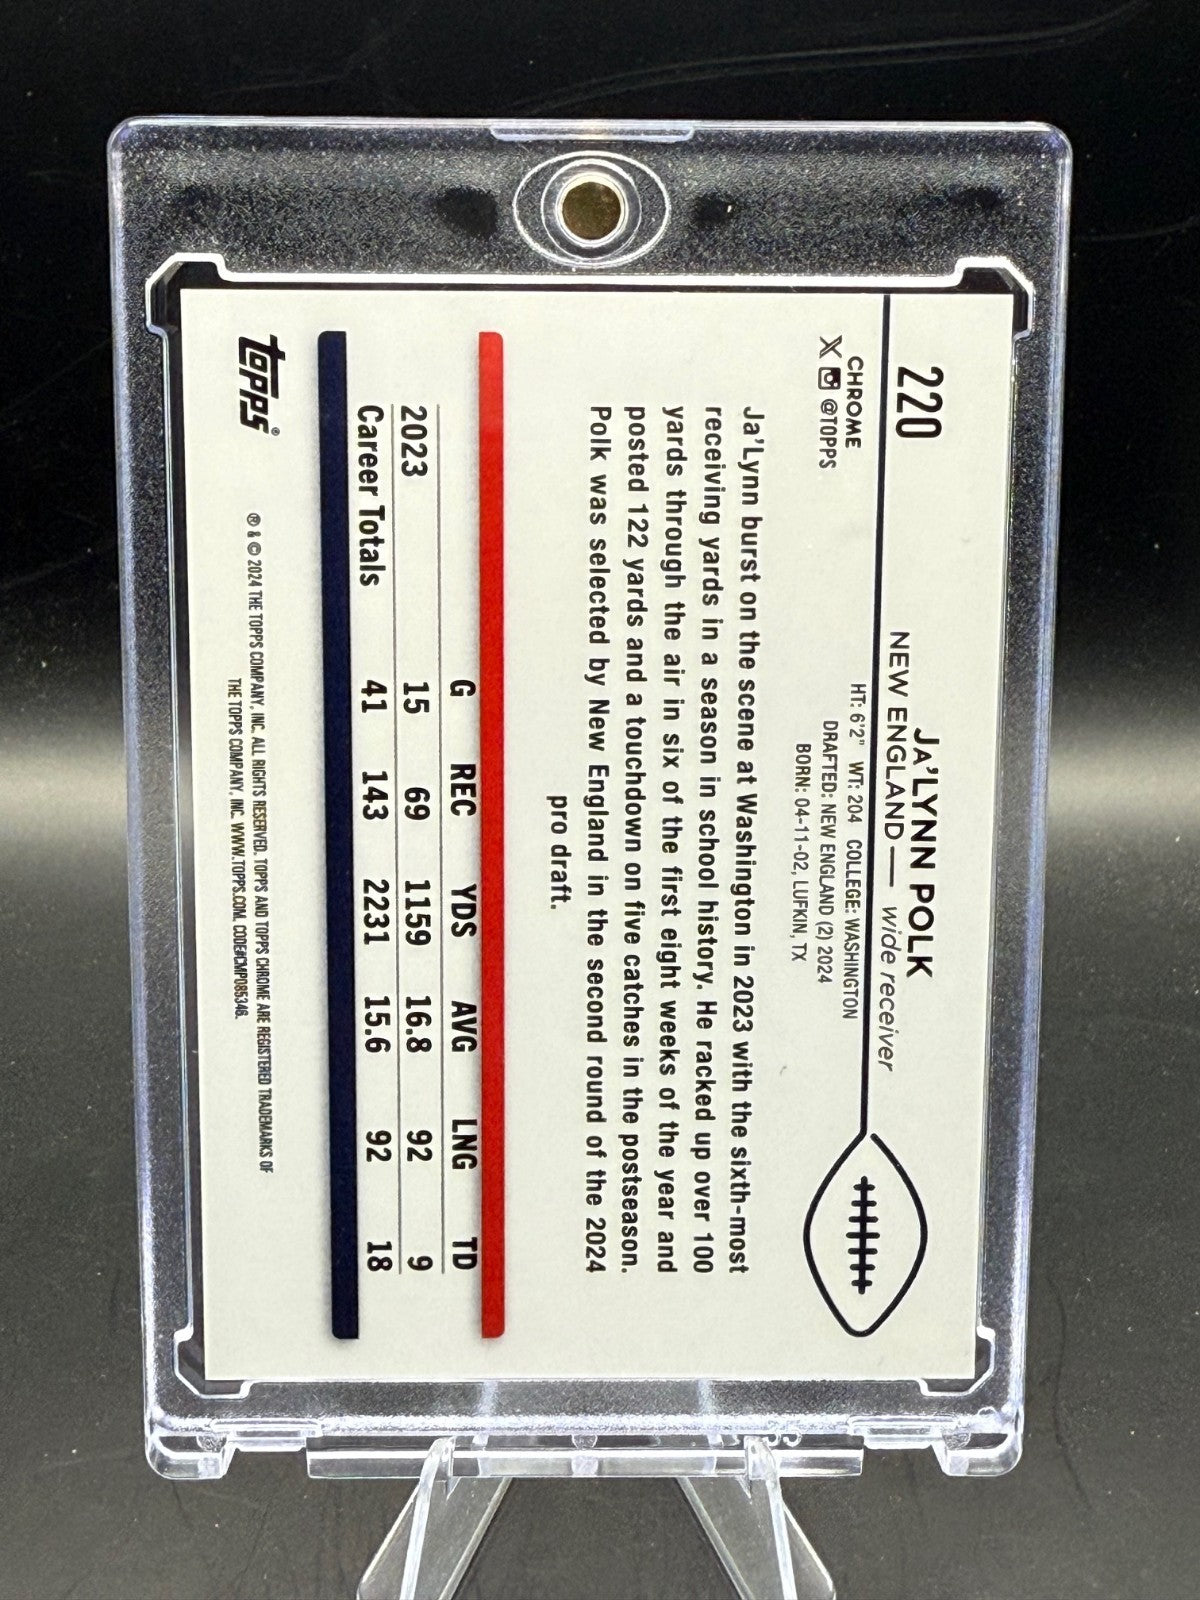 220
JA'LYNN POLK
NEW ENGLAND — wide receiver
CHROME
X @TOPPS
HT: 6'2" WT: 204 COLLEGE: WASHINGTON
DRAFTED: NEW ENGLAND (2) 2024
BORN: 04-11-02, LUFKIN, TX
Ja'Lynn burst on the scene at Washington in 2023 with the sixth-most
receiving yards in a season in school history. He racked up over 100
yards through the air in six of the first eight weeks of the year and
posted 122 yards and a touchdown on five catches in the postseason.
Polk was selected by New England in the second round of the 2024
pro draft.
G REC YDS AVG LNG TD
2023 15 69 1159 16.8 92 9
Career Totals 41 143 2231 15.6 92 18
topps®
® & © 2024 THE TOPPS COMPANY, INC. ALL RIGHTS RESERVED. TOPPS AND TOPPS CHROME ARE REGISTERED TRADEMARKS OF
THE TOPPS COMPANY, INC. WWW.TOPPS.COM. CODE#CMP085346.